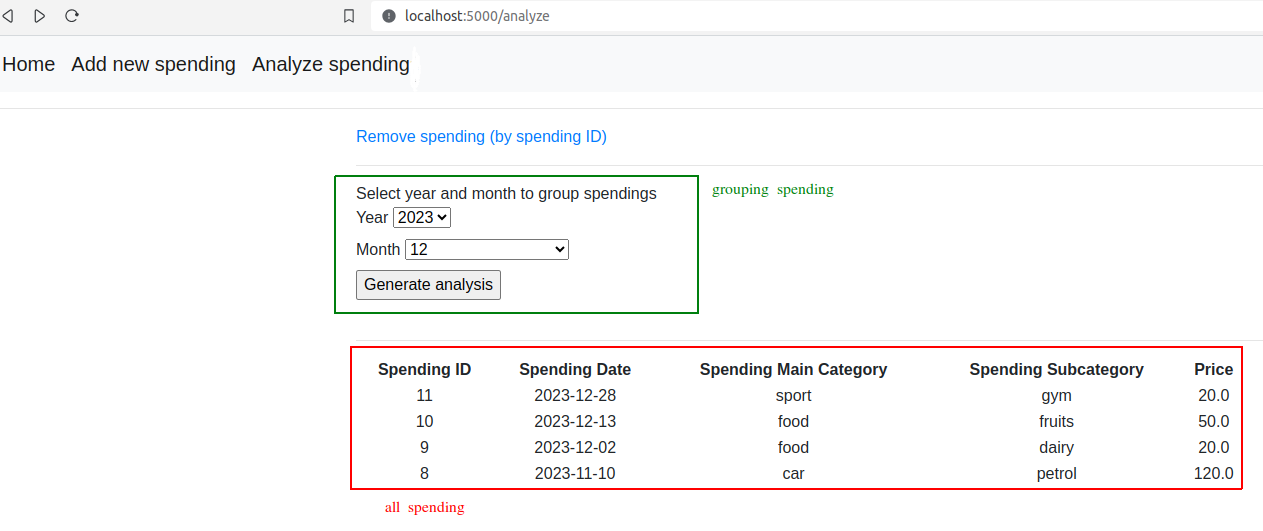 localhost:5000/analyze
Home Add new spending Analyze spending
Remove spending (by spending ID)
Select year and month to group spendings
grouping spending
Year 2023
Month 12
Generate analysis
Spending ID Spending Date Spending Main Category Spending Subcategory Price
11 2023-12-28 sport gym 20.0
10 2023-12-13 food fruits 50.0
9 2023-12-02 food dairy 20.0
8 2023-11-10 car petrol 120.0
all spending